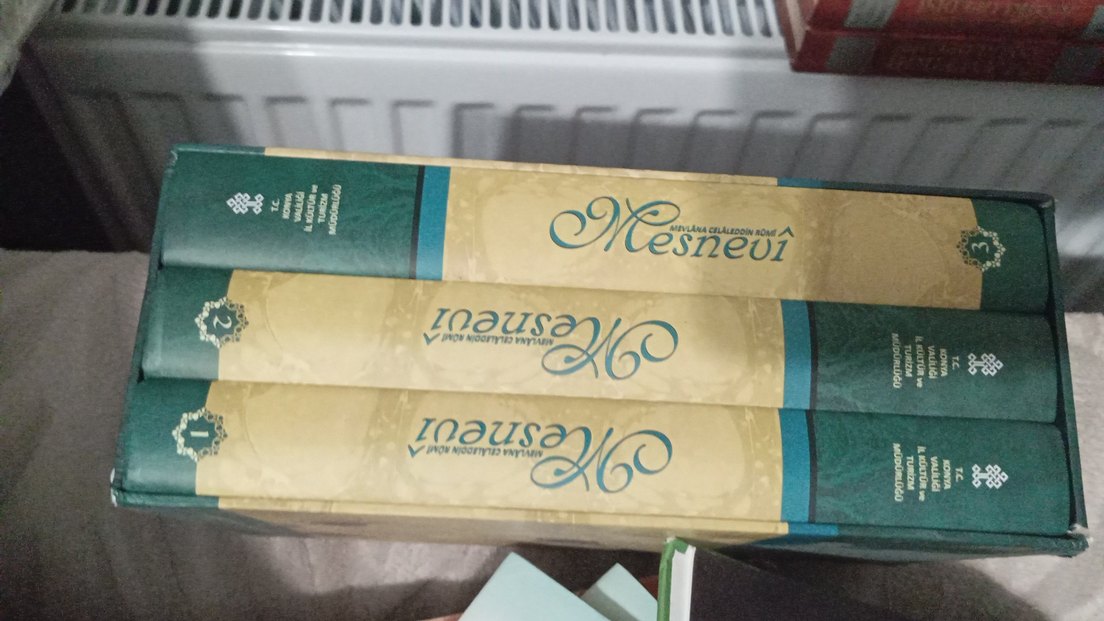 T.C.
KONYA
VALİLİĞİ
İL KÜLTÜR ve
TURİZM
MÜDÜRLÜĞÜ
MEVLÂNA CELÂLEDDİN RÛMÎ
Mesnevî
3
2
MEVLÂNA CELÂLEDDİN RÛMÎ
Mesnevî
T.C.
KONYA
VALİLİĞİ
İL KÜLTÜR ve
TURİZM
MÜDÜRLÜĞÜ
1
MEVLÂNA CELÂLEDDİN RÛMÎ
Mesnevî
T.C.
KONYA
VALİLİĞİ
İL KÜLTÜR ve
TURİZM
MÜDÜRLÜĞÜ